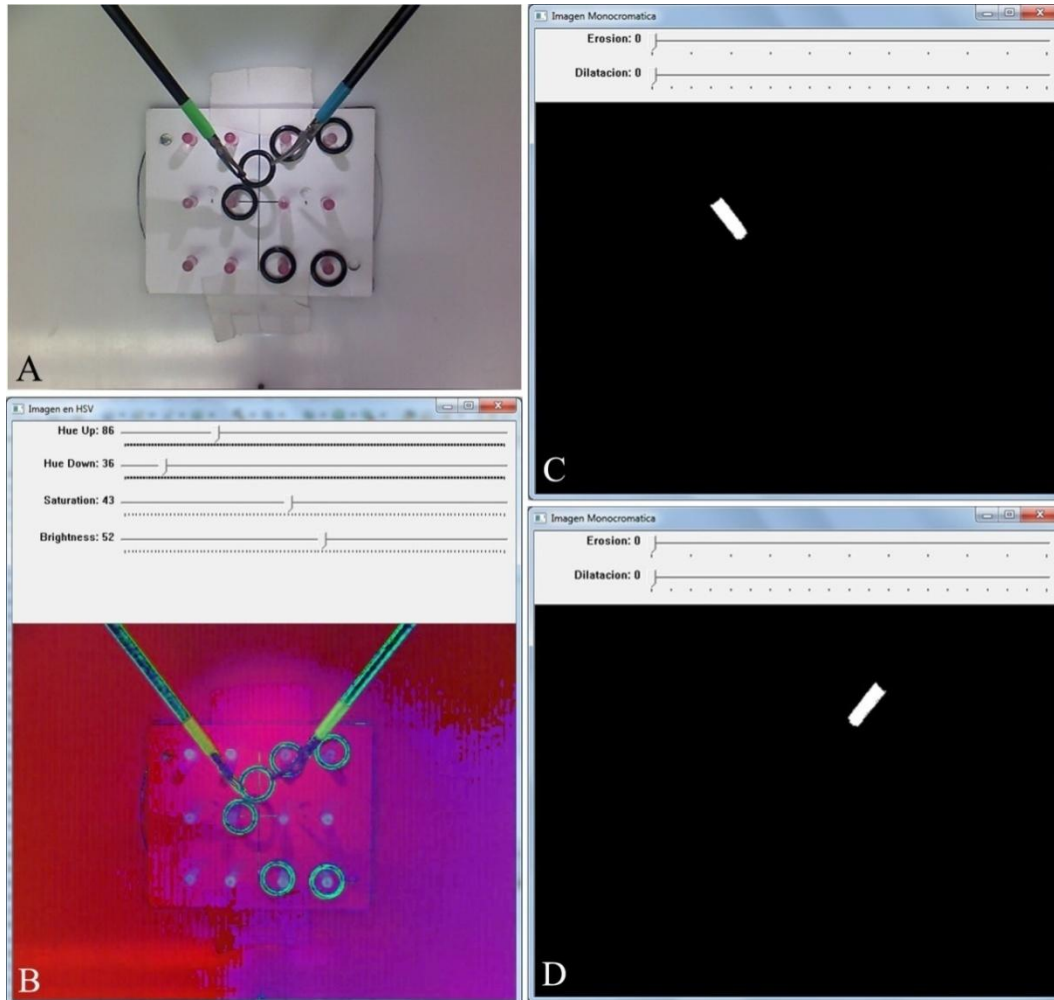 A
Imagen en HSV
Hue Up: 86
Hue Down: 36
Saturation: 43
Brightness: 52
B
Imagen Monocromatica
Erosion: 0
Dilatacion: 0
C
Imagen Monocromatica
Erosion: 0
Dilatacion: 0
D